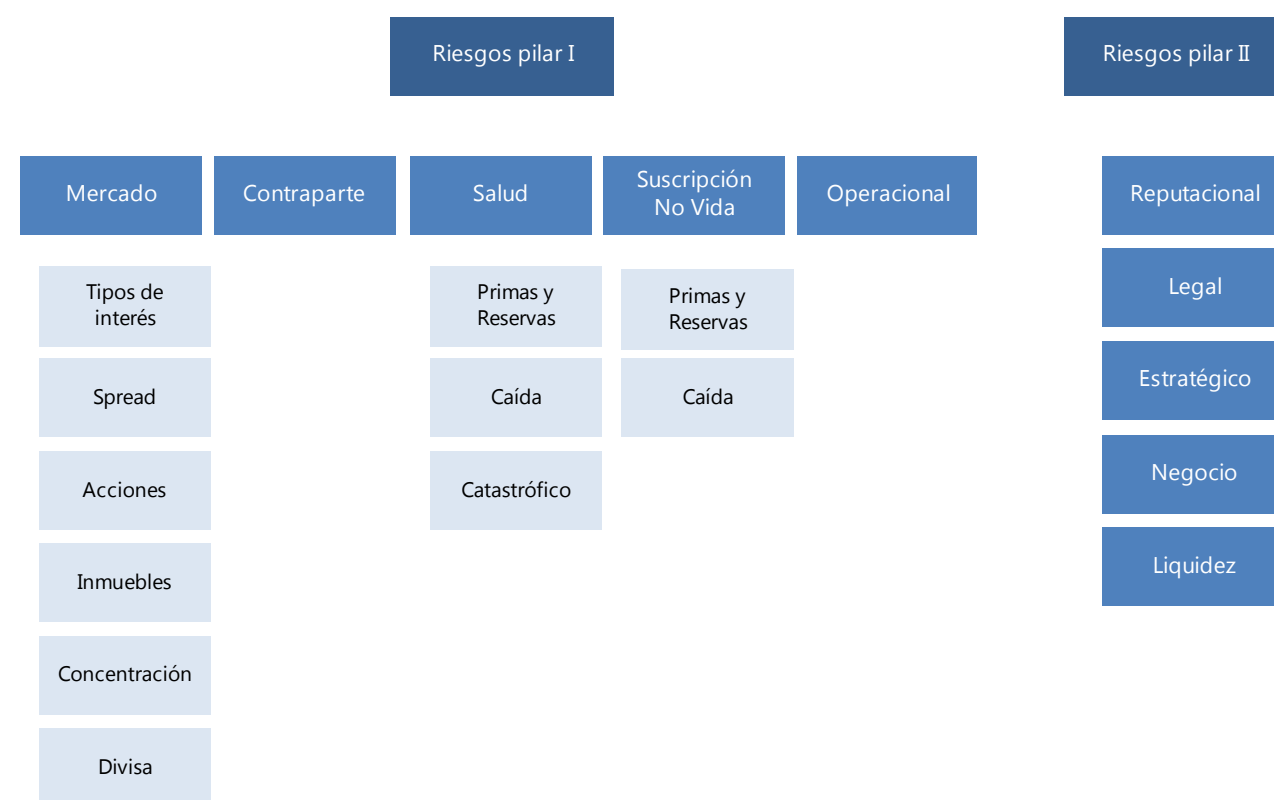 Riesgos pilar I
Riesgos pilar II
Mercado
Contraparte
Salud
Suscripción
No Vida
Operacional
Reputacional
Tipos de
interés
Primas y
Reservas
Primas y
Reservas
Legal
Spread
Caída
Caída
Estratégico
Acciones
Catastrófico
Negocio
Inmuebles
Liquidez
Concentración
Divisa